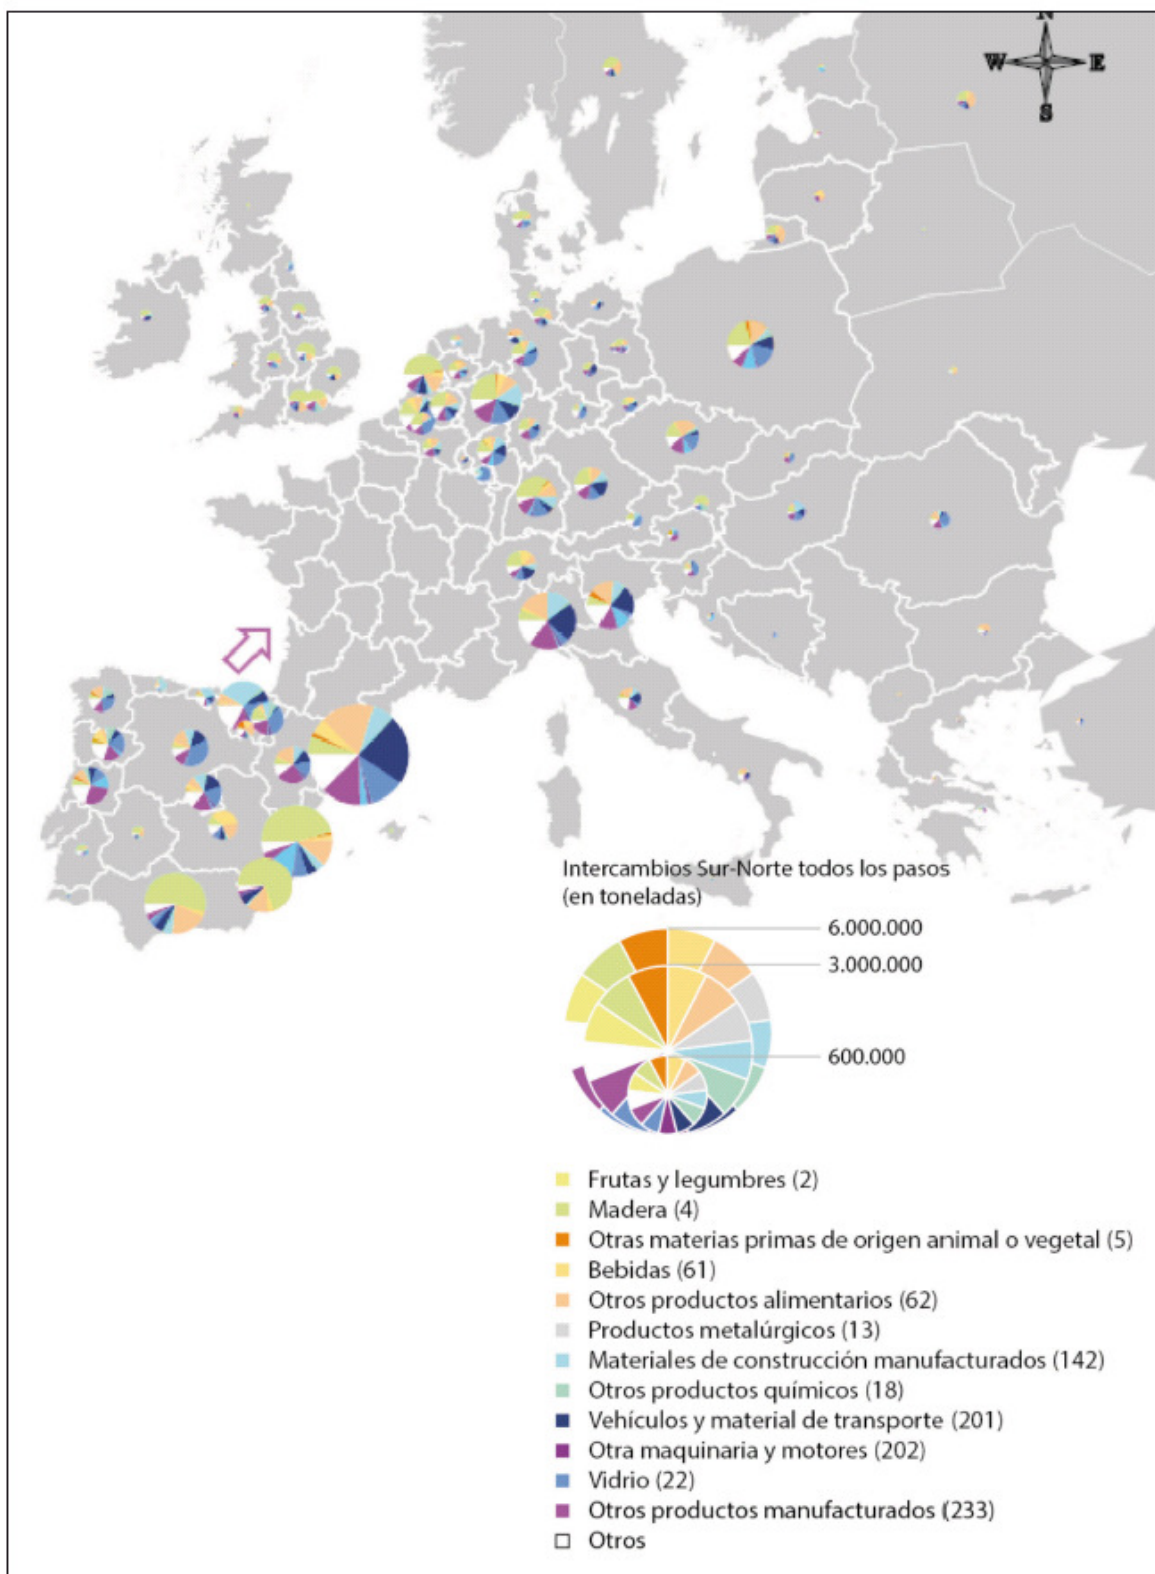 N
W E
S
Intercambios Sur-Norte todos los pasos
(en toneladas)
6.000.000
3.000.000
600.000
Frutas y legumbres (2)
Madera (4)
Otras materias primas de origen animal o vegetal (5)
Bebidas (61)
Otros productos alimentarios (62)
Productos metalúrgicos (13)
Materiales de construcción manufacturados (142)
Otros productos químicos (18)
Vehículos y material de transporte (201)
Otra maquinaria y motores (202)
Vidrio (22)
Otros productos manufacturados (233)
Otros